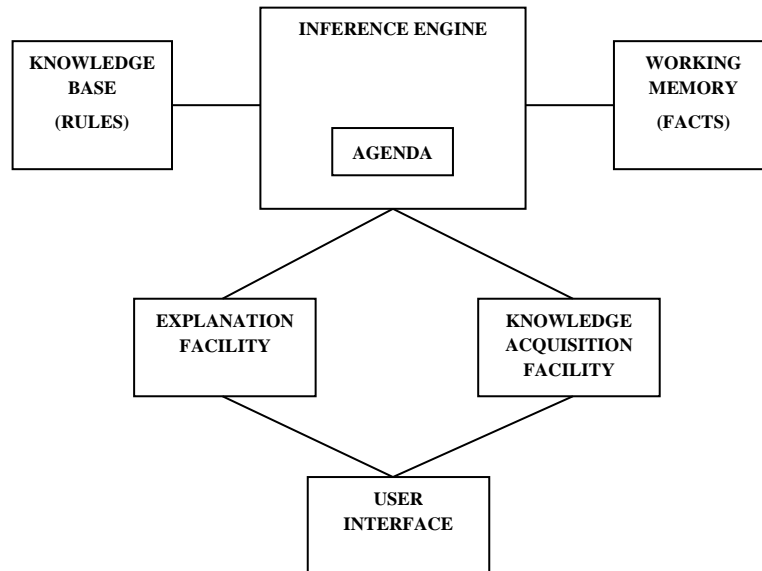 INFERENCE ENGINE
KNOWLEDGE
BASE
(RULES)
WORKING
MEMORY
(FACTS)
AGENDA
EXPLANATION
FACILITY
KNOWLEDGE
ACQUISITION
FACILITY
USER
INTERFACE